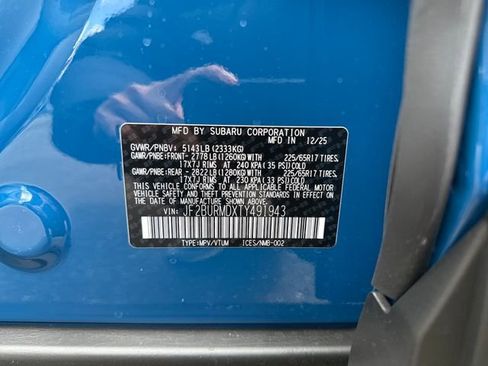 MFD. BY SUBARU CORPORATION
GVWR/PNBV: 5143LB(2333KG) 12/25
GAWR/PNBE:FRONT- 2778LB(1260KG)WITH 225/65R17 TIRES,
17X7J RIMS AT 240 KPA(35 PSI)COLD
GAWR/PNBE:REAR -2822LB(1280KG)WITH 225/65R17 TIRES,
17X7J RIMS AT 230 KPA(33 PSI)COLD
THIS VEHICLE CONFORMS TO ALL APPLICABLE FEDERAL MOTOR
VEHICLE SAFETY AND THEFT PREVENTION STANDARDS IN EFFECT ON
THE DATE OF MANUFACTURE SHOWN ABOVE.
VIN: JF2BURMDXTY491943
TYPE:MPV/VTUM ICES/NMB-002